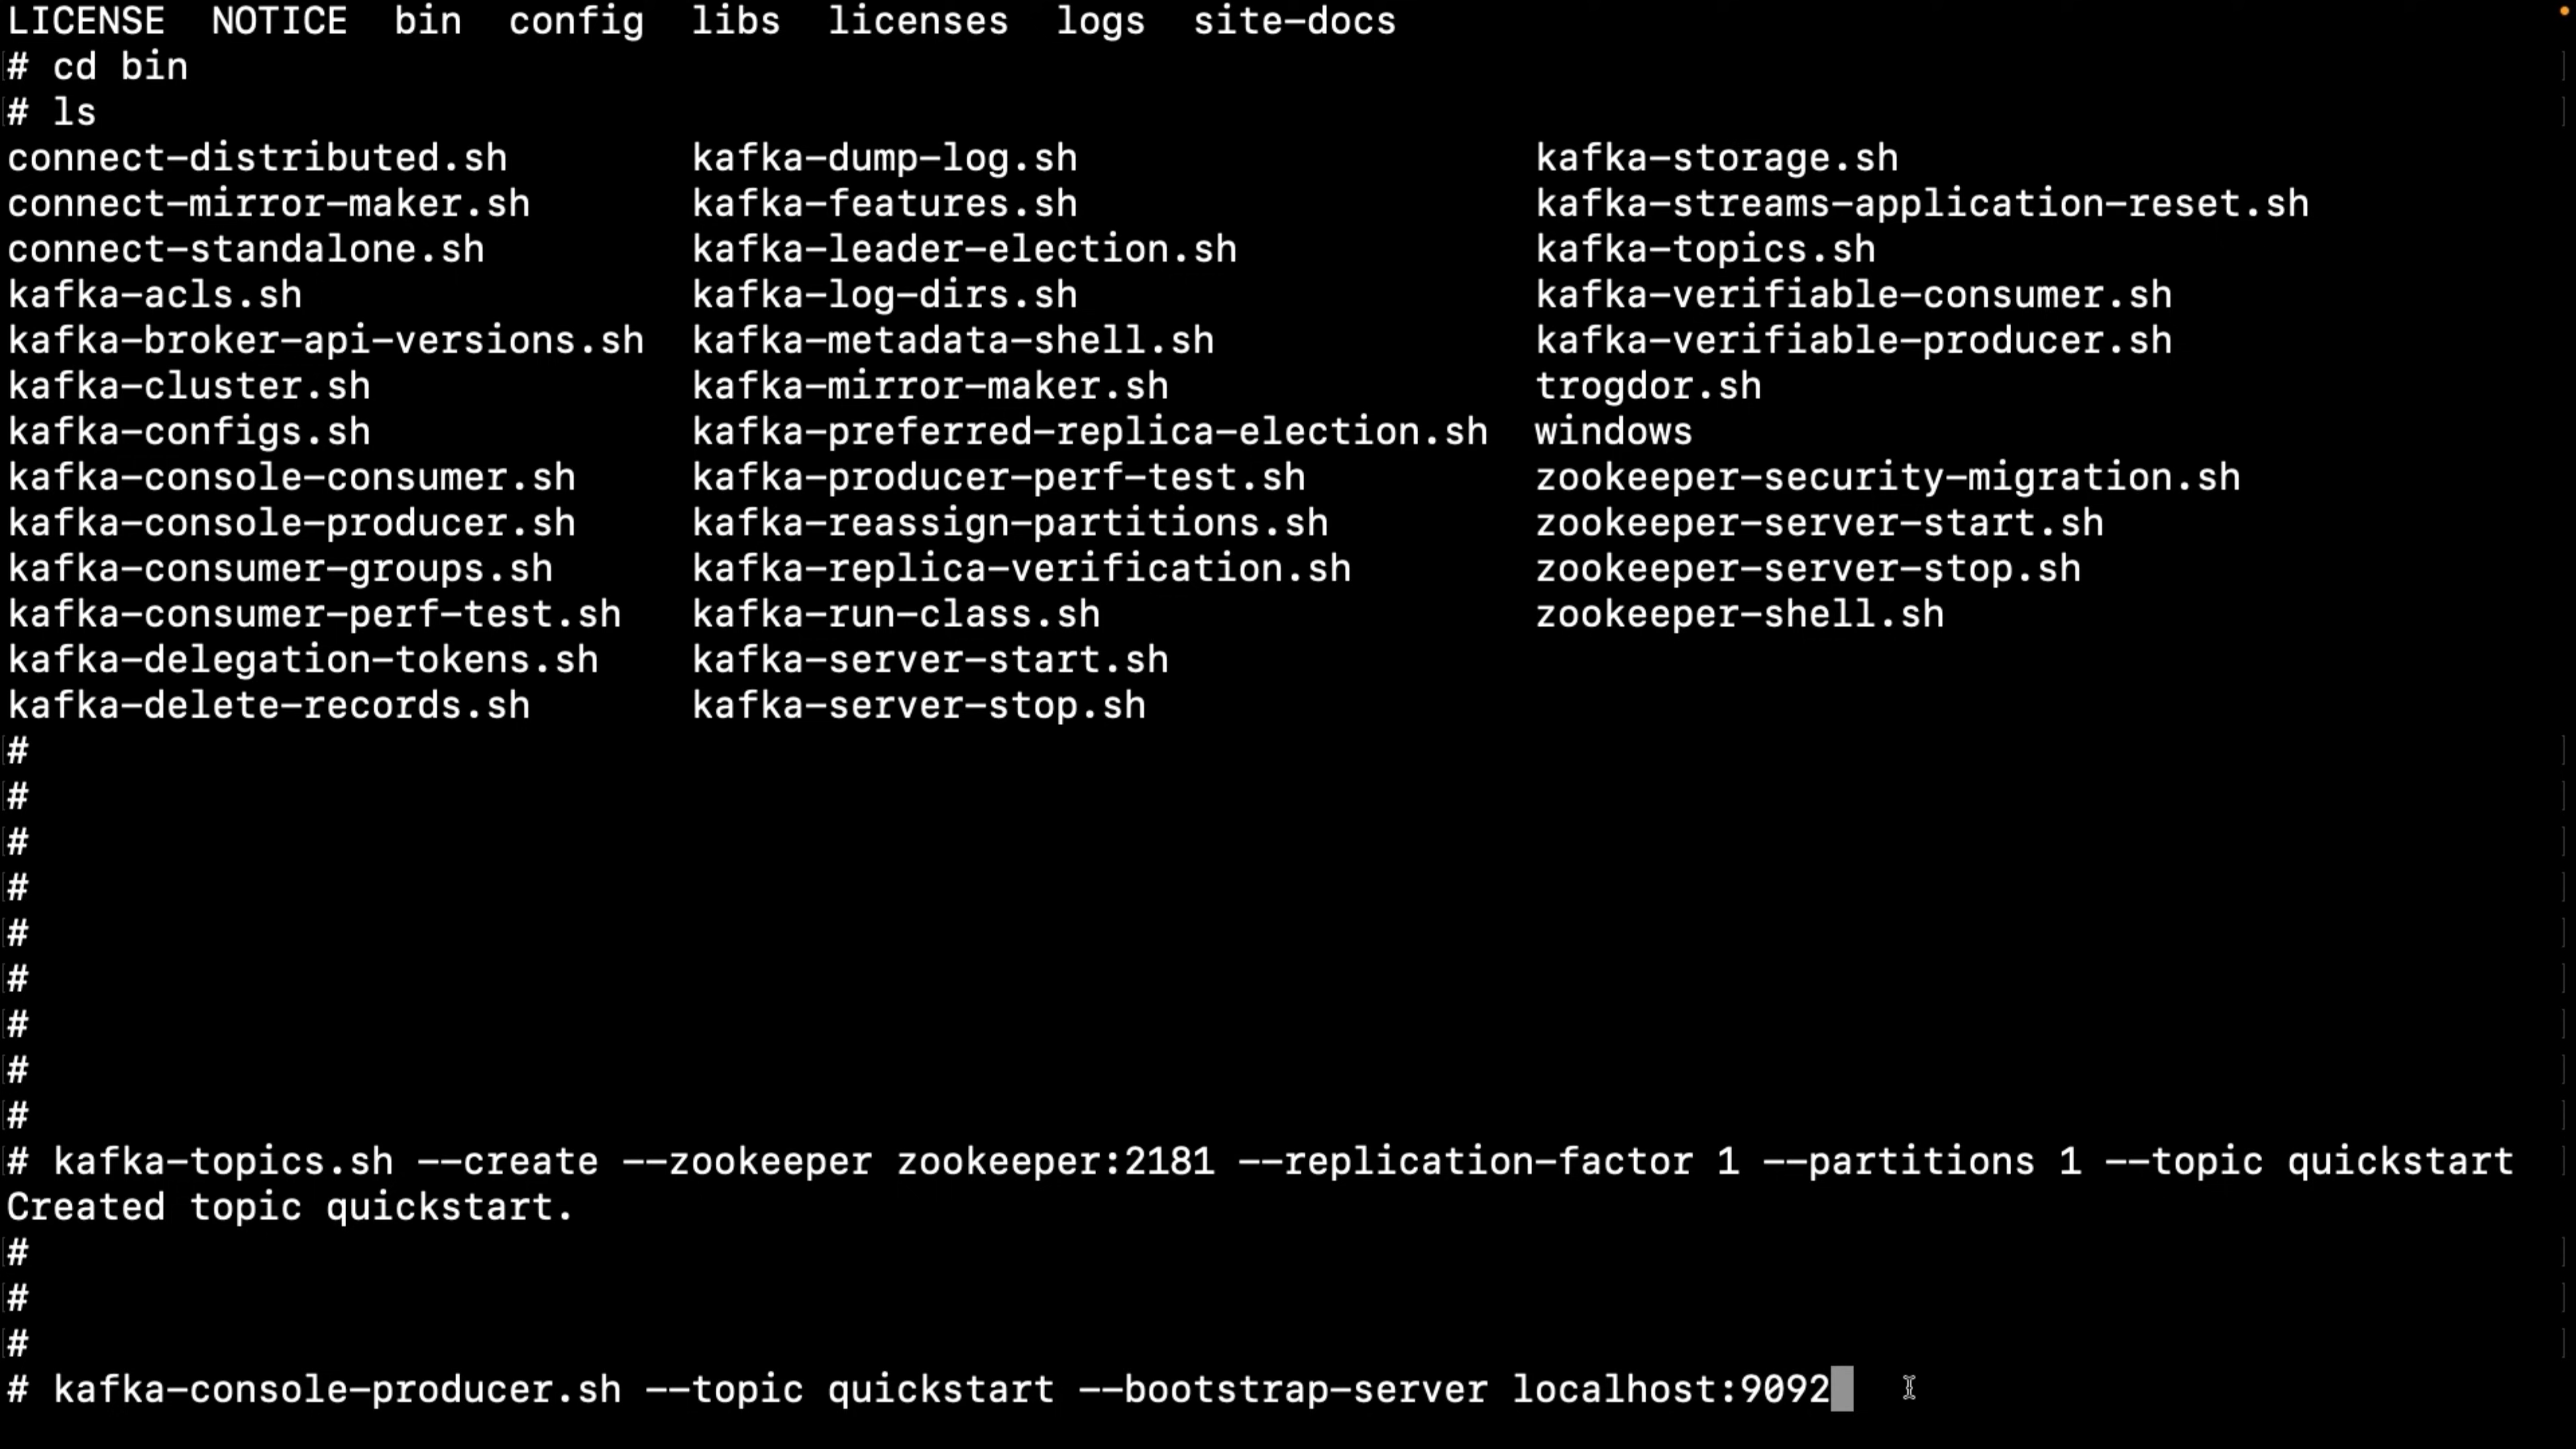 LICENSE NOTICE bin config libs licenses logs site-docs
# cd bin
# ls
connect-distributed.sh kafka-dump-log.sh kafka-storage.sh
connect-mirror-maker.sh kafka-features.sh kafka-streams-application-reset.sh
connect-standalone.sh kafka-leader-election.sh kafka-topics.sh
kafka-acls.sh kafka-log-dirs.sh kafka-verifiable-consumer.sh
kafka-broker-api-versions.sh kafka-metadata-shell.sh kafka-verifiable-producer.sh
kafka-cluster.sh kafka-mirror-maker.sh trogdor.sh
kafka-configs.sh kafka-preferred-replica-election.sh windows
kafka-console-consumer.sh kafka-producer-perf-test.sh zookeeper-security-migration.sh
kafka-console-producer.sh kafka-reassign-partitions.sh zookeeper-server-start.sh
kafka-consumer-groups.sh kafka-replica-verification.sh zookeeper-server-stop.sh
kafka-consumer-perf-test.sh kafka-run-class.sh zookeeper-shell.sh
kafka-delegation-tokens.sh kafka-server-start.sh
kafka-delete-records.sh kafka-server-stop.sh
#
#
#
#
#
#
#
#
#
# kafka-topics.sh --create --zookeeper zookeeper:2181 --replication-factor 1 --partitions 1 --topic quickstart
Created topic quickstart.
#
#
#
# kafka-console-producer.sh --topic quickstart --bootstrap-server localhost:9092